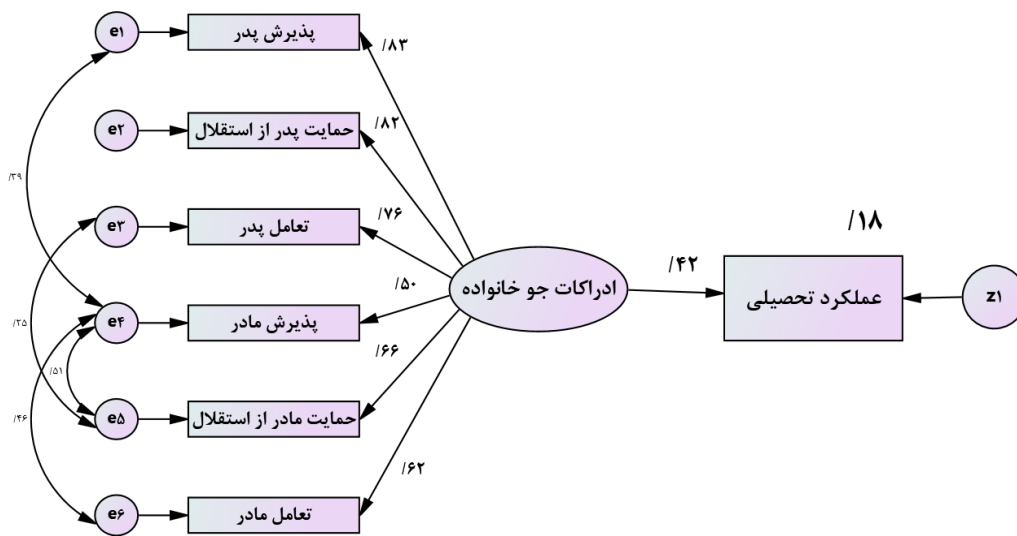 e۱
پذیرش پدر
/۸۳
e۲
حمایت پدر از استقلال
/۸۲
/۳۹
e۳
تعامل پدر
/۷۶
/۱۸
ادراکات جو خانواده
/۴۲
عملکرد تحصیلی
z۱
/۵۰
e۴
پذیرش مادر
/۲۵
/۵۱
/۶۶
e۵
حمایت مادر از استقلال
/۴۶
/۶۲
e۶
تعامل مادر